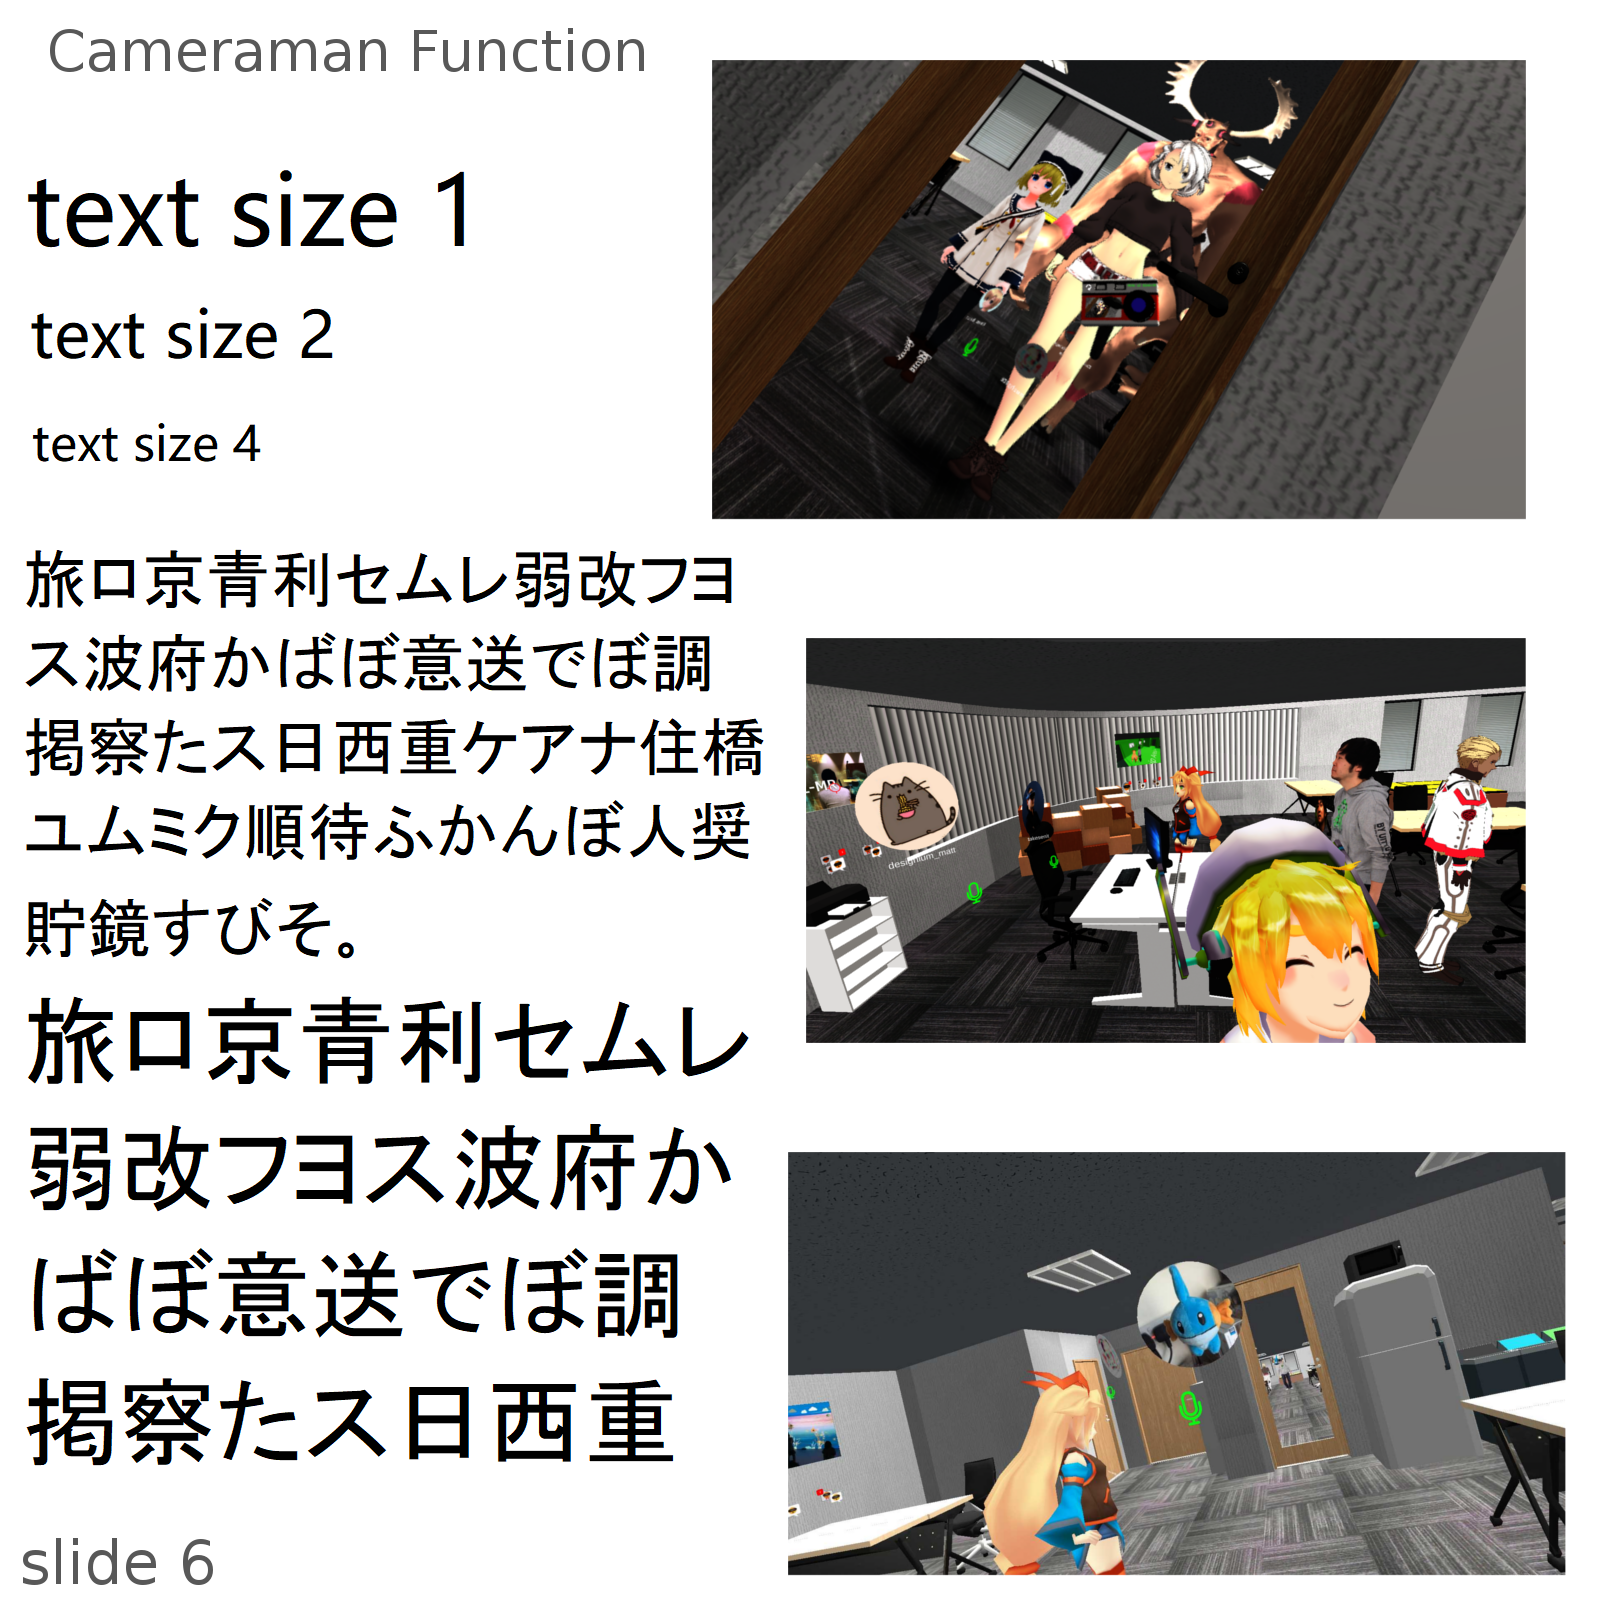 Cameraman Function
text size 1
text size 2
text size 4
旅ロ京青利セムレ弱改フヨ
ス波府かばぼ意送でぼ調
掲察たス日西重ケアナ住橋
ユムミク順待ふかんぼ人奨
貯鏡すびそ。
旅ロ京青利セムレ
弱改フヨス波府か
ばぼ意送でぼ調
掲察たス日西重
slide 6
-MR
designium_matt